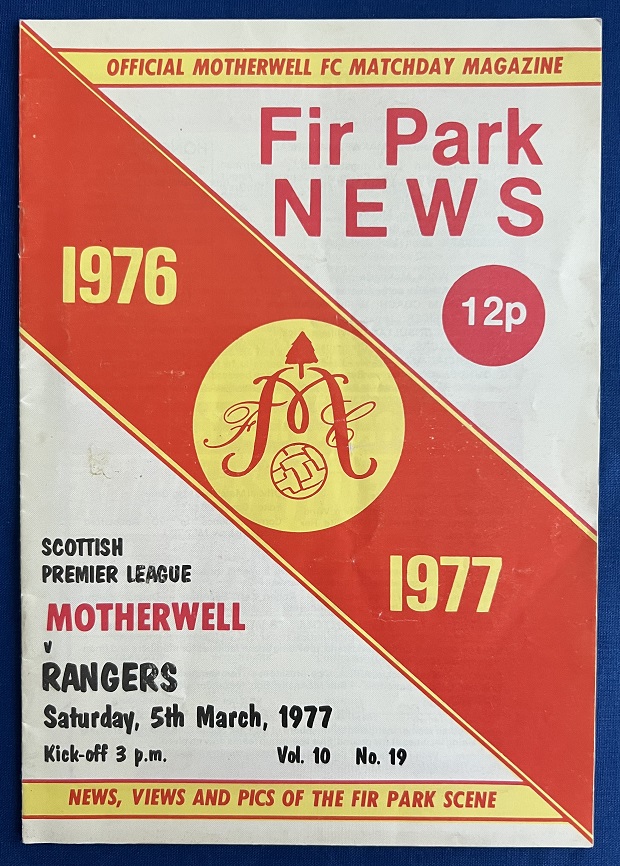 OFFICIAL MOTHERWELL FC MATCHDAY MAGAZINE
Fir Park
NEWS
1976
12p
F M C
1977
SCOTTISH
PREMIER LEAGUE
MOTHERWELL
v
RANGERS
Saturday, 5th March, 1977
Kick-off 3 p.m. Vol. 10 No. 19
NEWS, VIEWS AND PICS OF THE FIR PARK SCENE